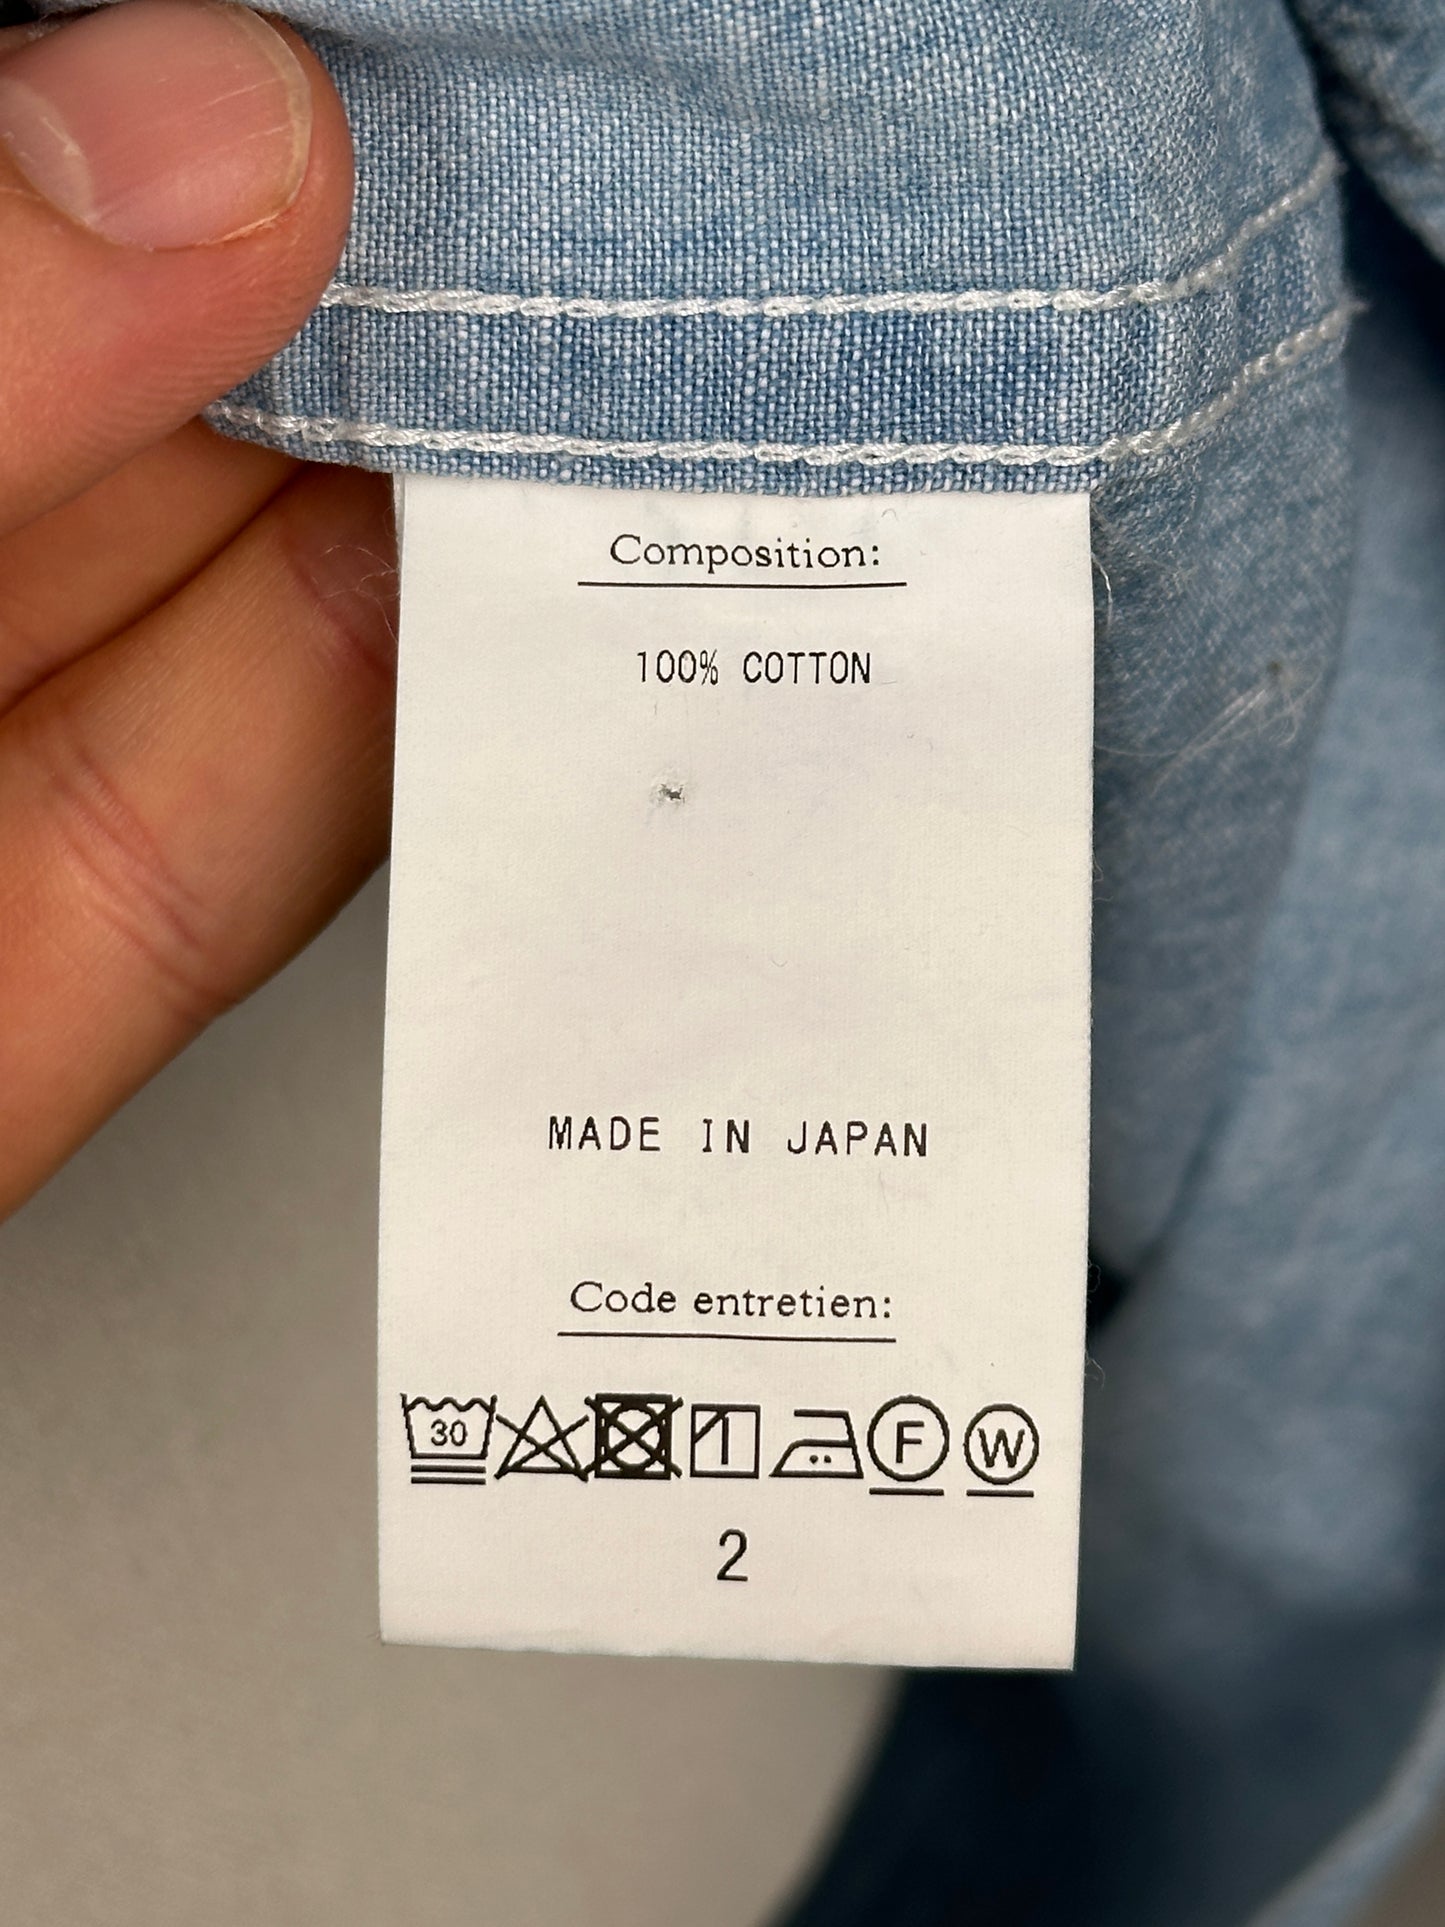 Composition:
100% COTTON
MADE IN JAPAN
Code entretien:
30 F W
2